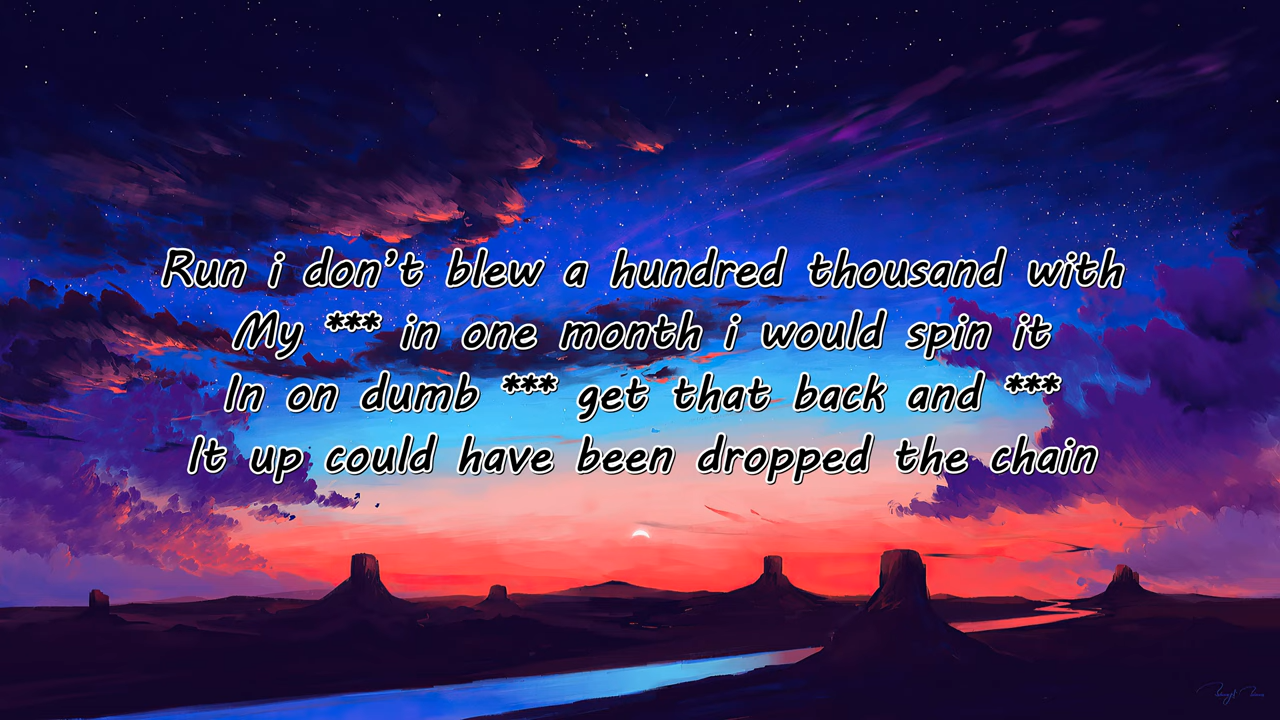 Run i don’t blew a hundred thousand with
My *** in one month i would spin it
In on dumb *** get that back and ***
It up could have been dropped the chain